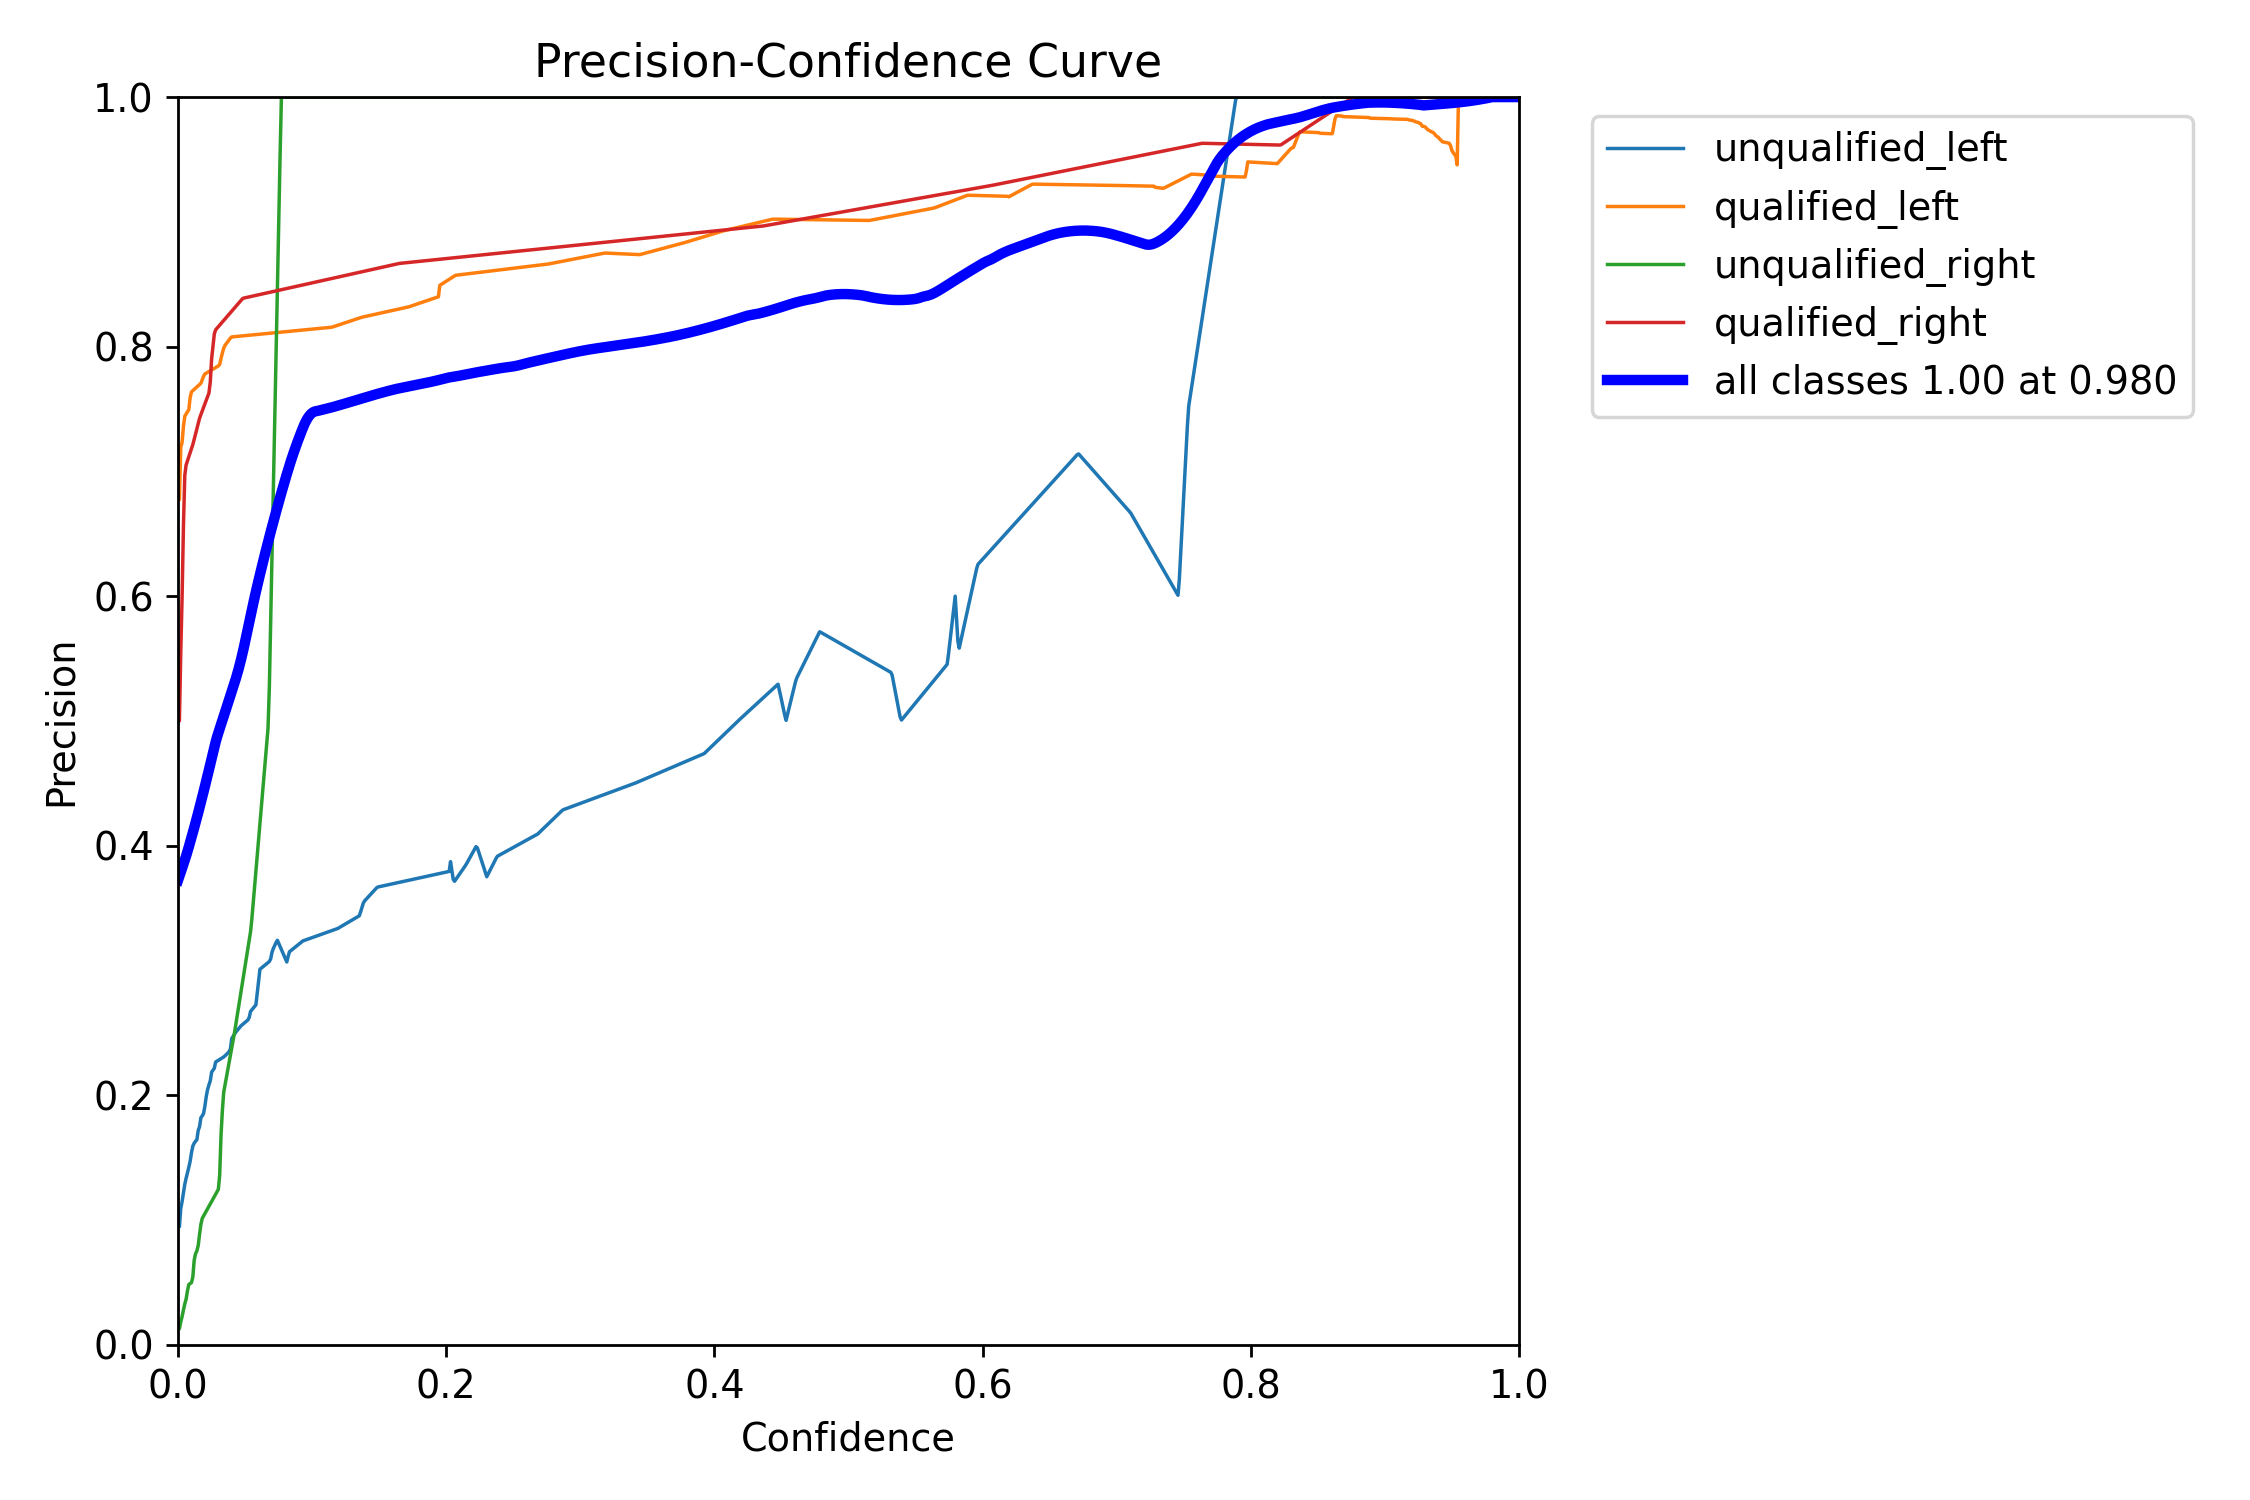 Precision-Confidence Curve
1.0
0.8
0.6
0.4
0.2
0.0
Precision
0.0 0.2 0.4 0.6 0.8 1.0
Confidence
unqualified_left
qualified_left
unqualified_right
qualified_right
all classes 1.00 at 0.980